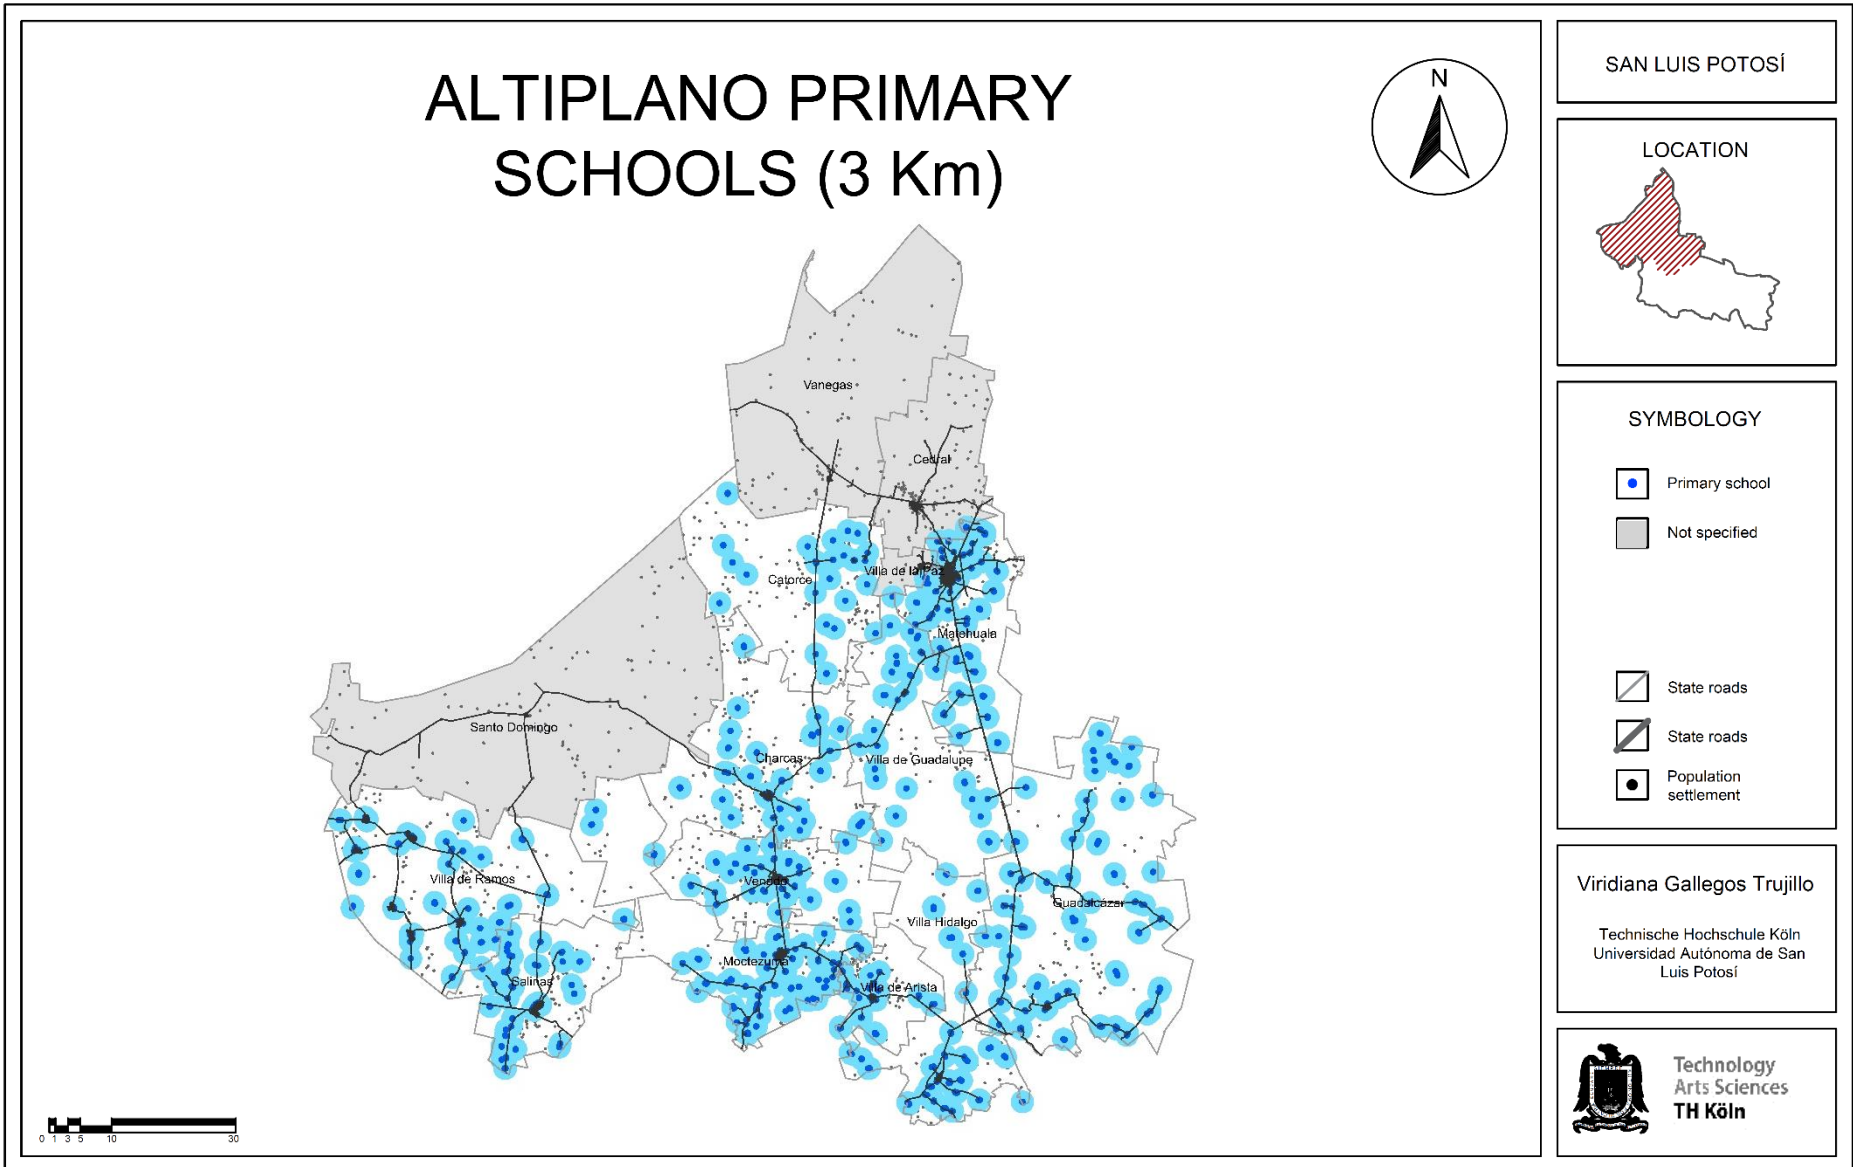 ALTIPLANO PRIMARY
SCHOOLS (3 Km)
N
SAN LUIS POTOSÍ
LOCATION
SYMBOLOGY
Primary school
Not specified
State roads
State roads
Population
settlement
Viridiana Gallegos Trujillo
Technische Hochschule Köln
Universidad Autónoma de San
Luis Potosí
Technology
Arts Sciences
TH Köln
Vanegas
Cedral
Catorce
Villa de la Paz
Matehuala
Santo Domingo
Charcas
Villa de Guadalupe
Villa de Ramos
Venado
Guadalcázar
Villa Hidalgo
Moctezuma
Salinas
Villa de Arista
0 1 3 5 10 30